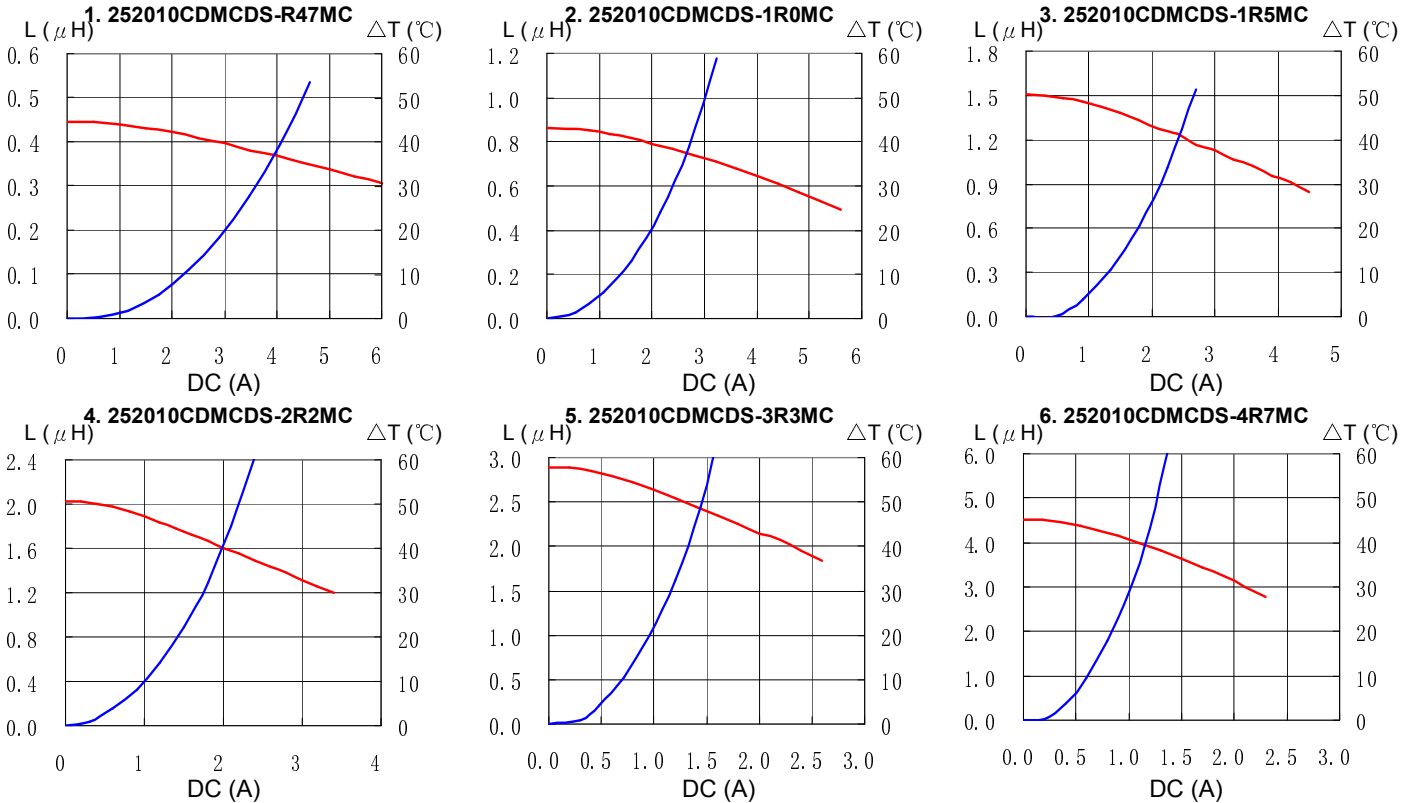 1. 252010CDMCDS-R47MC
L (μH) △T (℃)
0.6 60
0.5 50
0.4 40
0.3 30
0.2 20
0.1 10
0.0 0
0 1 2 3 4 5 6
DC (A)
2. 252010CDMCDS-1R0MC
L (μH) △T (℃)
1.2 60
1.0 50
0.8 40
0.6 30
0.4 20
0.2 10
0.0 0
0 1 2 3 4 5 6
DC (A)
3. 252010CDMCDS-1R5MC
L (μH) △T (℃)
1.8 60
1.5 50
1.2 40
0.9 30
0.6 20
0.3 10
0.0 0
0 1 2 3 4 5
DC (A)
4. 252010CDMCDS-2R2MC
L (μH) △T (℃)
2.4 60
2.0 50
1.6 40
1.2 30
0.8 20
0.4 10
0.0 0
0 1 2 3 4
DC (A)
5. 252010CDMCDS-3R3MC
L (μH) △T (℃)
3.0 60
2.5 50
2.0 40
1.5 30
1.0 20
0.5 10
0.0 0
0.0 0.5 1.0 1.5 2.0 2.5 3.0
DC (A)
6. 252010CDMCDS-4R7MC
L (μH) △T (℃)
6.0 60
5.0 50
4.0 40
3.0 30
2.0 20
1.0 10
0.0 0
0.0 0.5 1.0 1.5 2.0 2.5 3.0
DC (A)